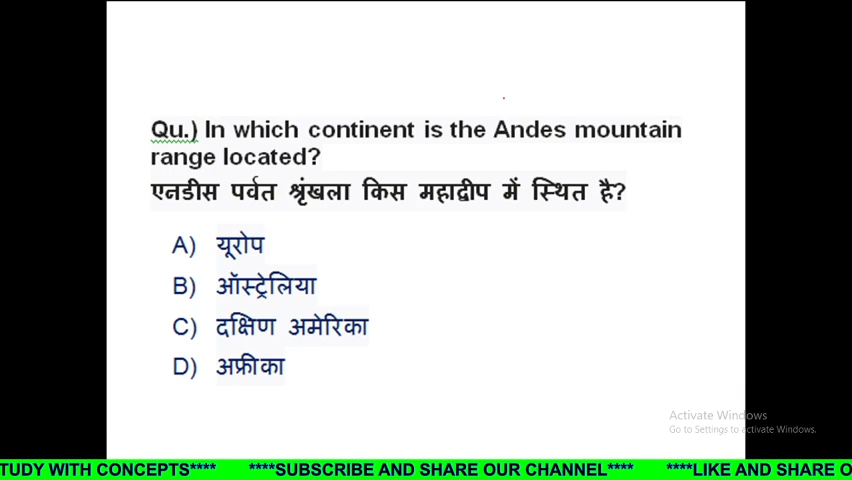 Qu.) In which continent is the Andes mountain
range located?
एनडीस पर्वत श्रृंखला किस महाद्वीप में स्थित है?
A) यूरोप
B) ऑस्ट्रेलिया
C) दक्षिण अमेरिका
D) अफ्रीका
Activate Windows
Go to Settings to activate Windows.
TUDY WITH CONCEPTS**** ****SUBSCRIBE AND SHARE OUR CHANNEL**** ****LIKE AND SHARE O